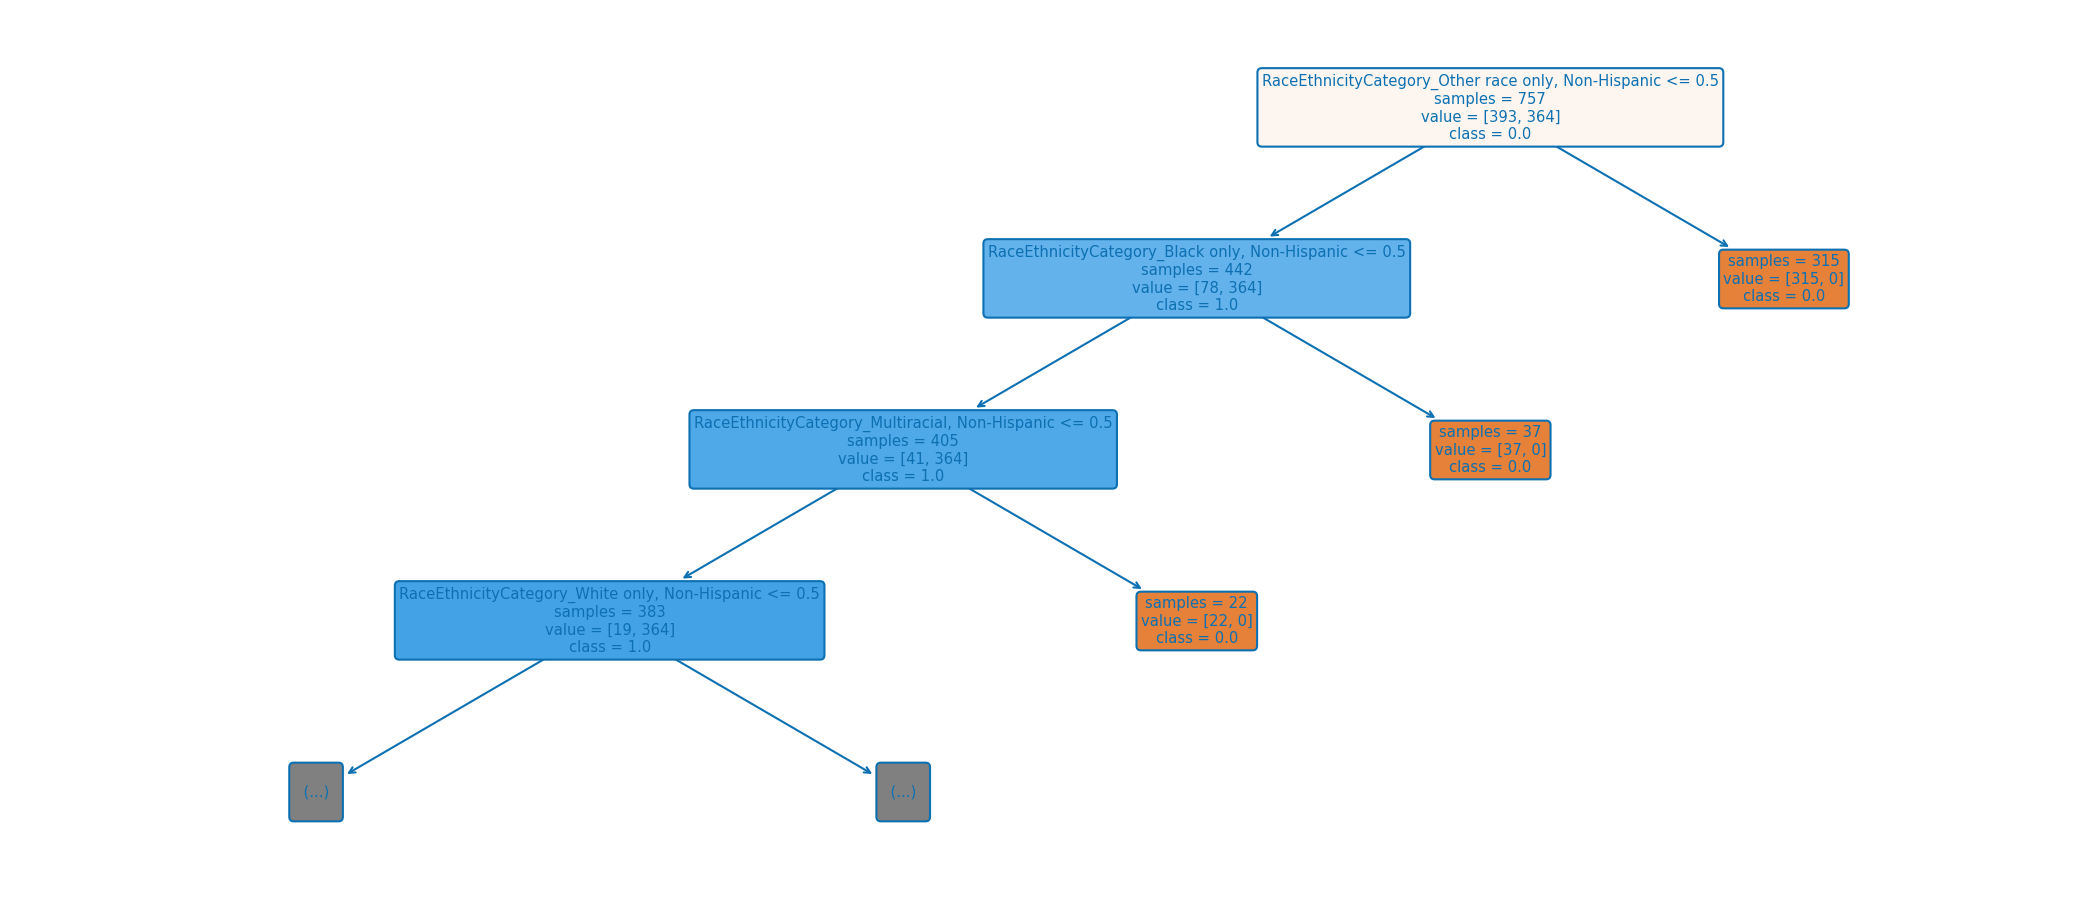 RaceEthnicityCategory_Other race only, Non-Hispanic <= 0.5
samples = 757
value = [393, 364]
class = 0.0
RaceEthnicityCategory_Black only, Non-Hispanic <= 0.5
samples = 442
value = [78, 364]
class = 1.0
samples = 315
value = [315, 0]
class = 0.0
RaceEthnicityCategory_Multiracial, Non-Hispanic <= 0.5
samples = 405
value = [41, 364]
class = 1.0
samples = 37
value = [37, 0]
class = 0.0
RaceEthnicityCategory_White only, Non-Hispanic <= 0.5
samples = 383
value = [19, 364]
class = 1.0
samples = 22
value = [22, 0]
class = 0.0
(...)
(...)